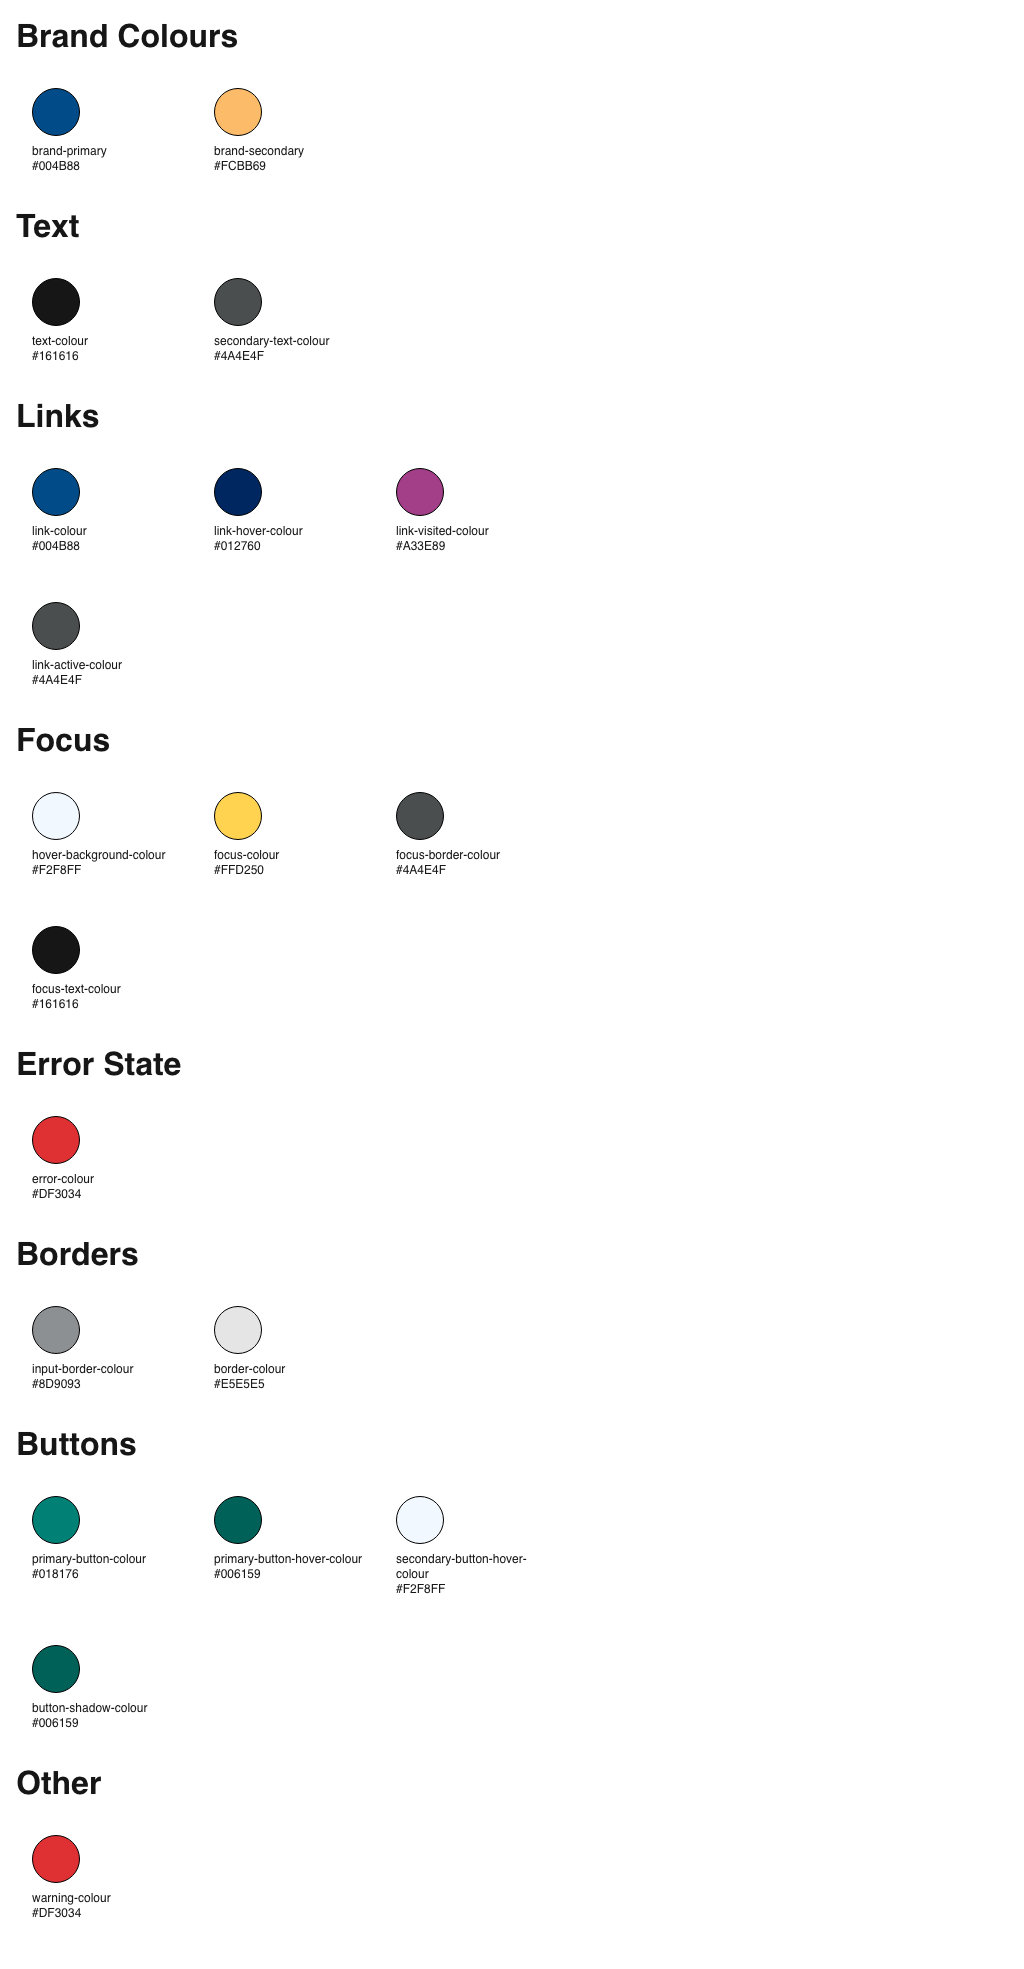 Brand Colours
brand-primary
#004B88
brand-secondary
#FCBB69
Text
text-colour
#161616
secondary-text-colour
#4A4E4F
Links
link-colour
#004B88
link-hover-colour
#012760
link-visited-colour
#A33E89
link-active-colour
#4A4E4F
Focus
hover-background-colour
#F2F8FF
focus-colour
#FFD250
focus-border-colour
#4A4E4F
focus-text-colour
#161616
Error State
error-colour
#DF3034
Borders
input-border-colour
#8D9093
border-colour
#E5E5E5
Buttons
primary-button-colour
#018176
primary-button-hover-colour
#006159
secondary-button-hover-
colour
#F2F8FF
button-shadow-colour
#006159
Other
warning-colour
#DF3034